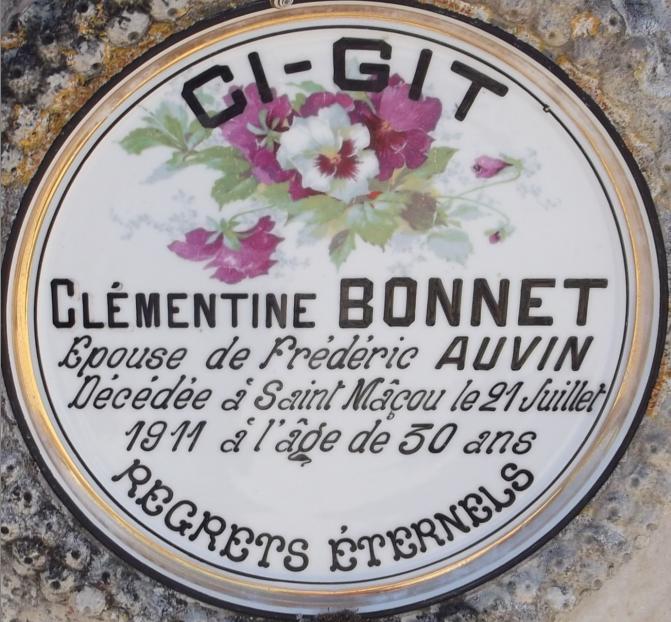 CI-GIT
CLÉMENTINE BONNET
Epouse de Frédéric AUVIN
Décédée à Saint Mâçou le 21 Juillet
1911 à l'âge de 30 ans
REGRETS ÉTERNELS